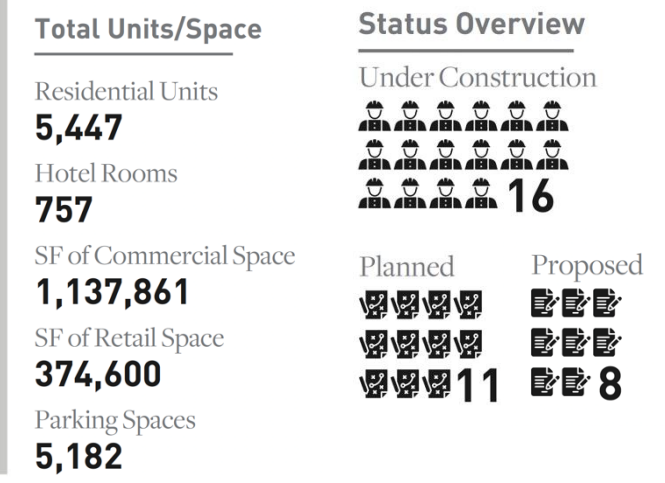 Total Units/Space
Residential Units
5,447
Hotel Rooms
757
SF of Commercial Space
1,137,861
SF of Retail Space
374,600
Parking Spaces
5,182
Status Overview
Under Construction
16
Planned
11
Proposed
8